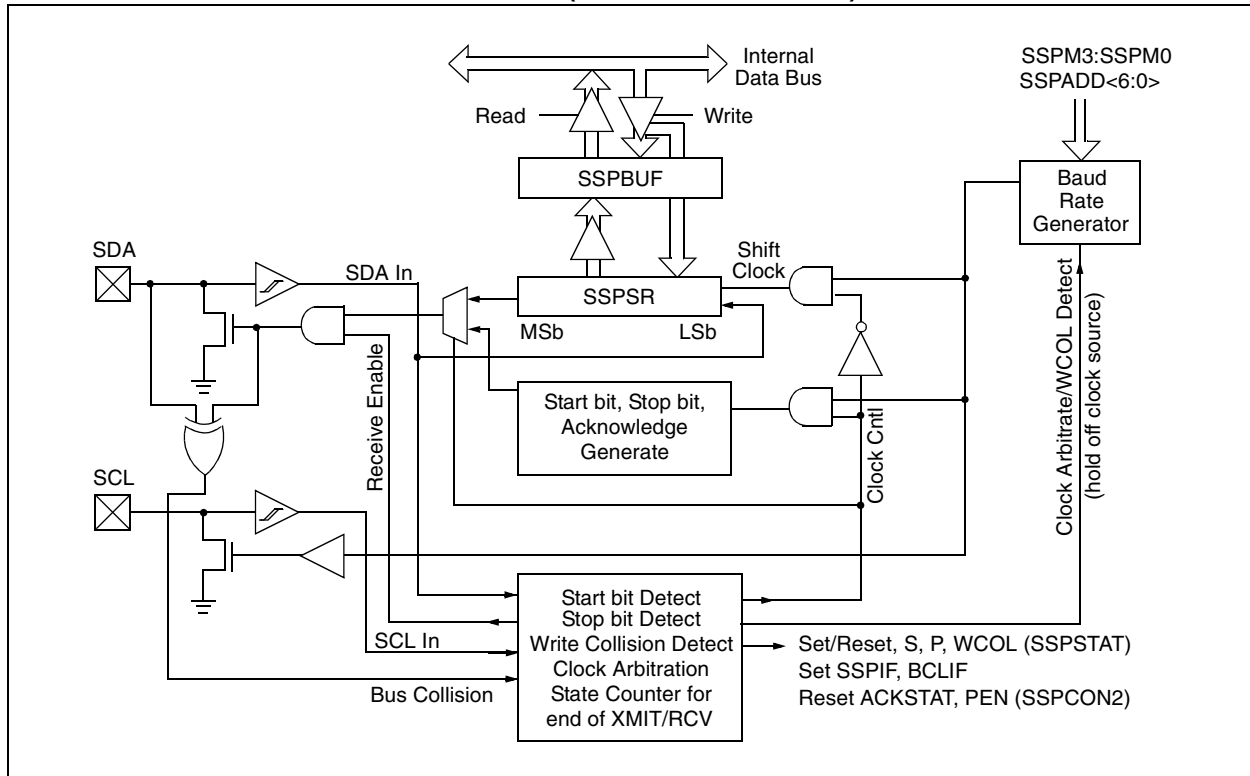 Internal
Data Bus
SSPM3:SSPM0
SSPADD<6:0>
Read
Write
SSPBUF
Baud
Rate
Generator
SDA
SDA In
Shift
Clock
SSPSR
MSb
LSb
Receive Enable
Start bit, Stop bit,
Acknowledge
Generate
Clock Cntl
Clock Arbitrate/WCOL Detect
(hold off clock source)
SCL
SCL In
Bus Collision
Start bit Detect
Stop bit Detect
Write Collision Detect
Clock Arbitration
State Counter for
end of XMIT/RCV
Set/Reset, S, P, WCOL (SSPSTAT)
Set SSPIF, BCLIF
Reset ACKSTAT, PEN (SSPCON2)